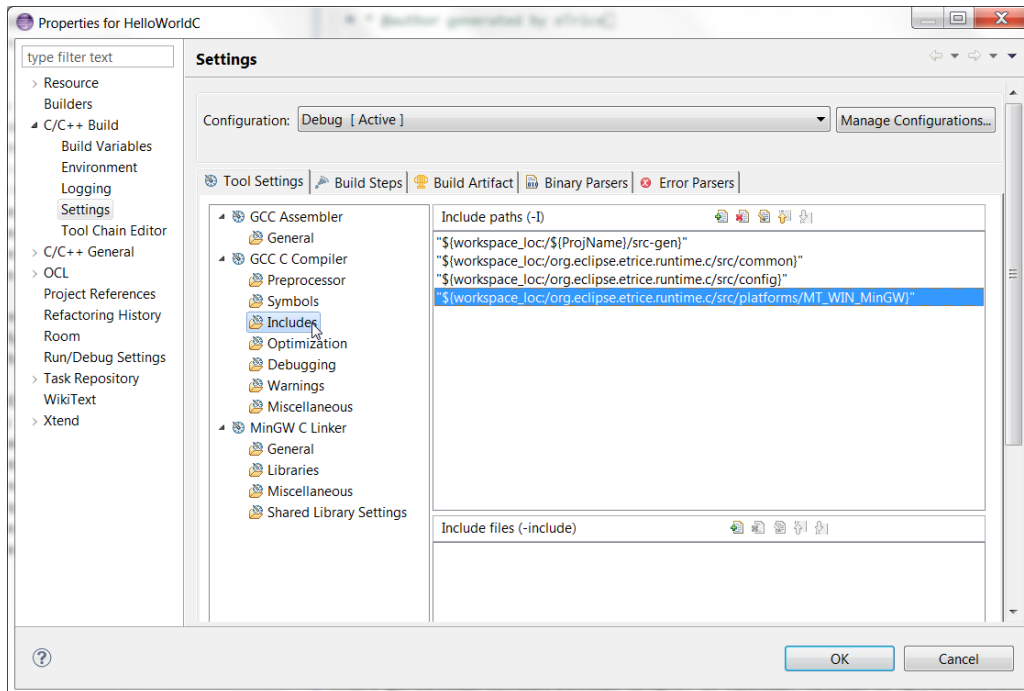 Properties for HelloWorldC
* * @author generated by eTrice
type filter text
Settings
Resource
Builders
C/C++ Build
Build Variables
Environment
Logging
Settings
Tool Chain Editor
C/C++ General
OCL
Project References
Refactoring History
Room
Run/Debug Settings
Task Repository
WikiText
Xtend
Configuration: Debug [ Active ] Manage Configurations...
Tool Settings Build Steps Build Artifact Binary Parsers Error Parsers
GCC Assembler
General
GCC C Compiler
Preprocessor
Symbols
Includes
Optimization
Debugging
Warnings
Miscellaneous
MinGW C Linker
General
Libraries
Miscellaneous
Shared Library Settings
Include paths (-I)
"${workspace_loc:/${ProjName}/src-gen}"
"${workspace_loc:/org.eclipse.etrice.runtime.c/src/common}"
"${workspace_loc:/org.eclipse.etrice.runtime.c/src/config}"
"${workspace_loc:/org.eclipse.etrice.runtime.c/src/platforms/MT_WIN_MinGW}"
Include files (-include)
OK Cancel